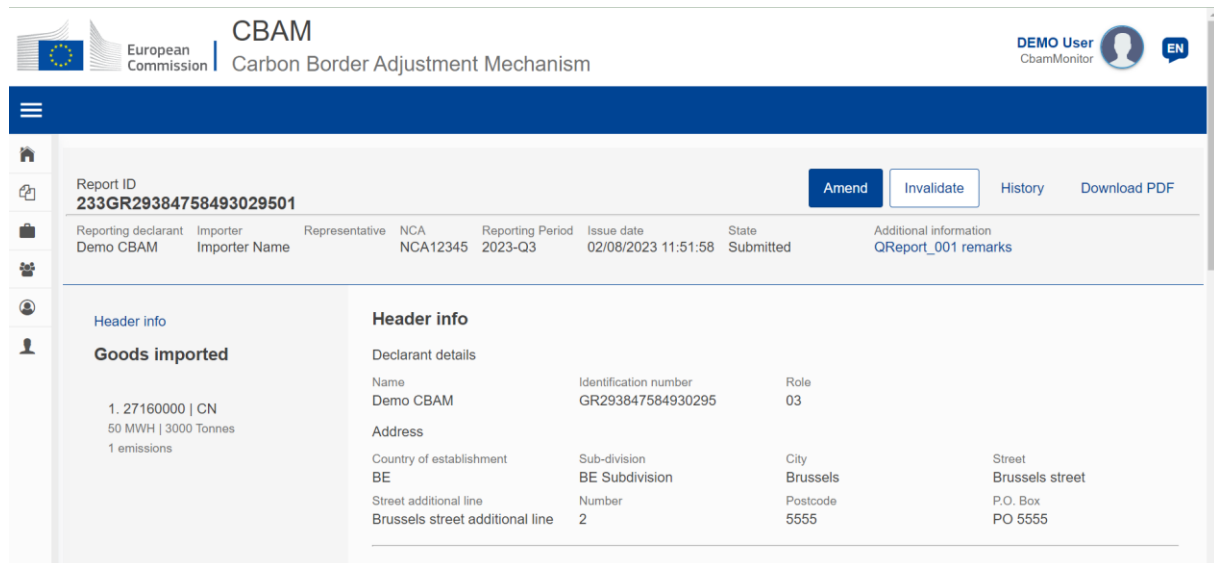 European
Commission
CBAM
Carbon Border Adjustment Mechanism
DEMO User
CbamMonitor
EN
Report ID
233GR29384758493029501
Amend
Invalidate
History
Download PDF
Reporting declarant Importer Representative NCA Reporting Period Issue date State Additional information
Demo CBAM Importer Name NCA12345 2023-Q3 02/08/2023 11:51:58 Submitted QReport_001 remarks
Header info
Goods imported
1. 27160000 | CN
50 MWH | 3000 Tonnes
1 emissions
Header info
Declarant details
Name Identification number Role
Demo CBAM GR293847584930295 03
Address
Country of establishment Sub-division City Street
BE BE Subdivision Brussels Brussels street
Street additional line Number Postcode P.O. Box
Brussels street additional line 2 5555 PO 5555